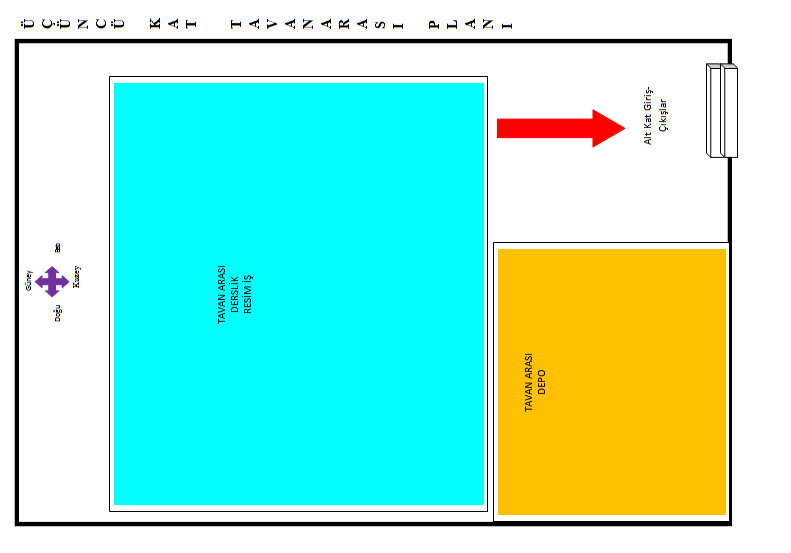 ÜÇÜNCÜ KAT TAVANARASI PLANI
Alt Kat Giriş-
Çıkışlar
Güney
Kuzey
Doğu
TAVAN ARASI
DERSLİK
RESİM İŞ
TAVAN ARASI
DEPO